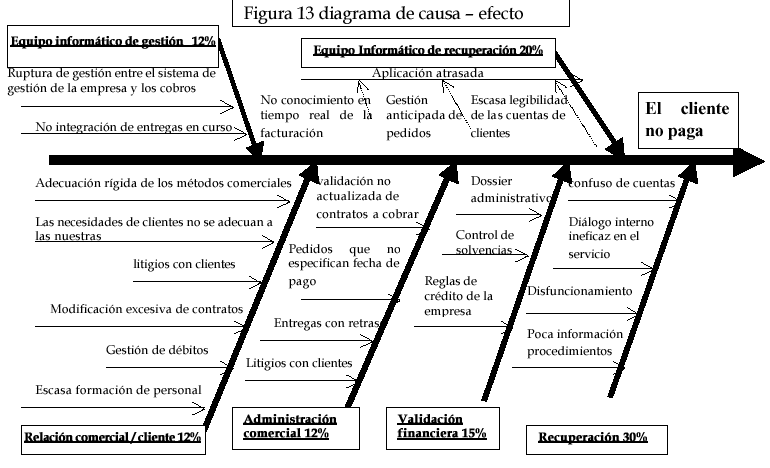 Figura 13 diagrama de causa – efecto
Equipo informático de gestión 12%
Equipo Informático de recuperación 20%
Ruptura de gestión entre el sistema de
gestión de la empresa y los cobros
No integración de entregas en curso
Aplicación atrasada
No conocimiento en
tiempo real de la
facturación
Gestión
anticipada de
pedidos
Escasa legibilidad
de las cuentas de
clientes
El cliente
no paga
Adecuación rígida de los métodos comerciales
Las necesidades de clientes no se adecuan a
las nuestras
litigios con clientes
Modificación excesiva de contratos
Gestión de débitos
Escasa formación de personal
validación no
actualizada de
contratos a cobrar
Pedidos que no
especifican fecha de
pago
Entregas con retras
Litigios con clientes
Dossier
administrativo
Control de
solvencias
Reglas de
crédito de la
empresa
confuso de cuentas
Diálogo interno
ineficaz en el
servicio
Disfuncionamiento
Poca información
procedimientos
Relación comercial / cliente 12%
Administración
comercial 12%
Validación
financiera 15%
Recuperación 30%